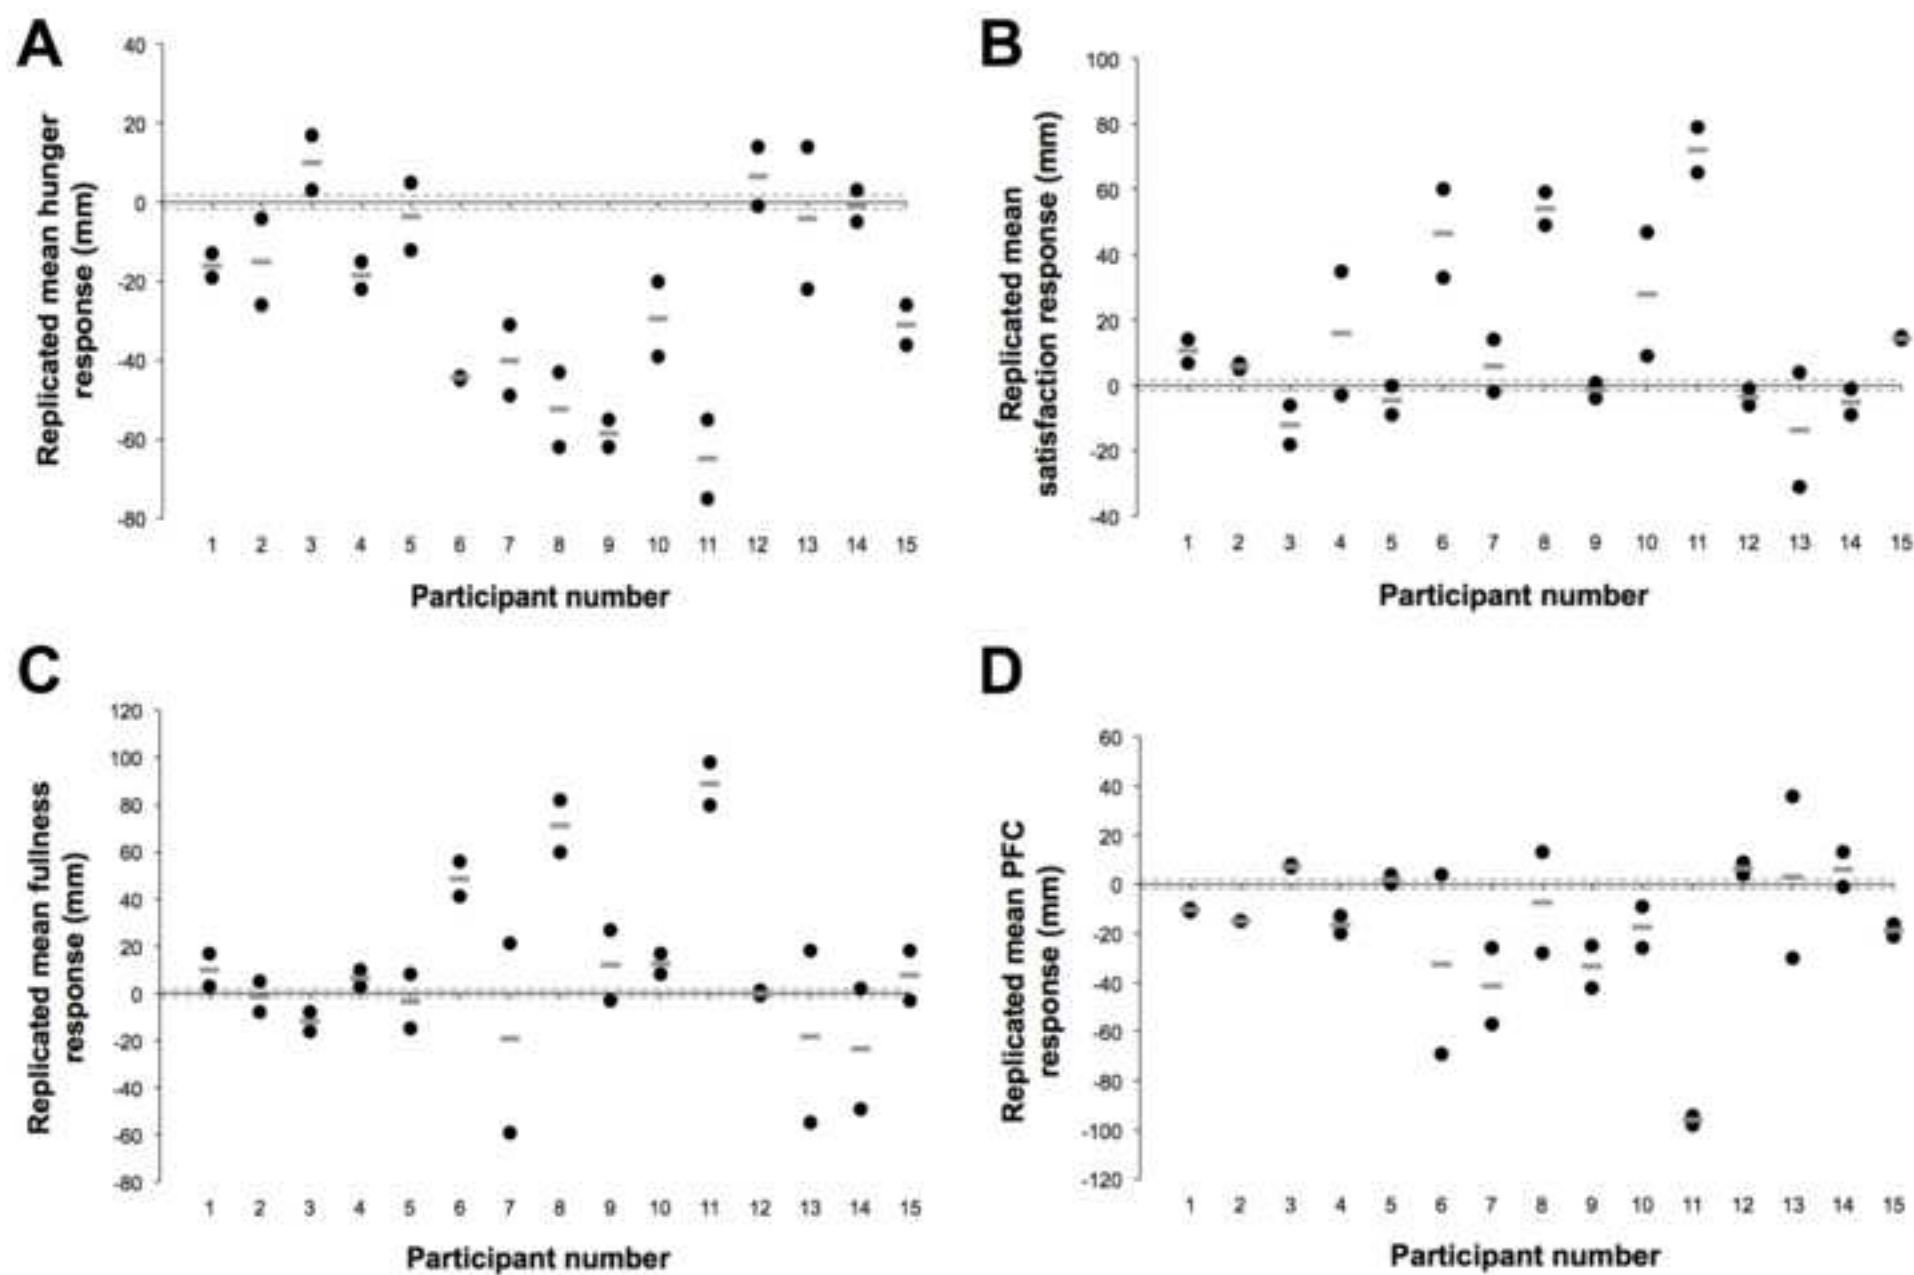 A
Replicated mean hunger
response (mm)
40
20
0
-20
-40
-60
-80
1 2 3 4 5 6 7 8 9 10 11 12 13 14 15
Participant number
B
Replicated mean
satisfaction response (mm)
100
80
60
40
20
0
-20
-40
1 2 3 4 5 6 7 8 9 10 11 12 13 14 15
Participant number
C
Replicated mean fullness
response (mm)
120
100
80
60
40
20
0
-20
-40
-60
-80
1 2 3 4 5 6 7 8 9 10 11 12 13 14 15
Participant number
D
Replicated mean PFC
response (mm)
60
40
20
0
-20
-40
-60
-80
-100
-120
1 2 3 4 5 6 7 8 9 10 11 12 13 14 15
Participant number